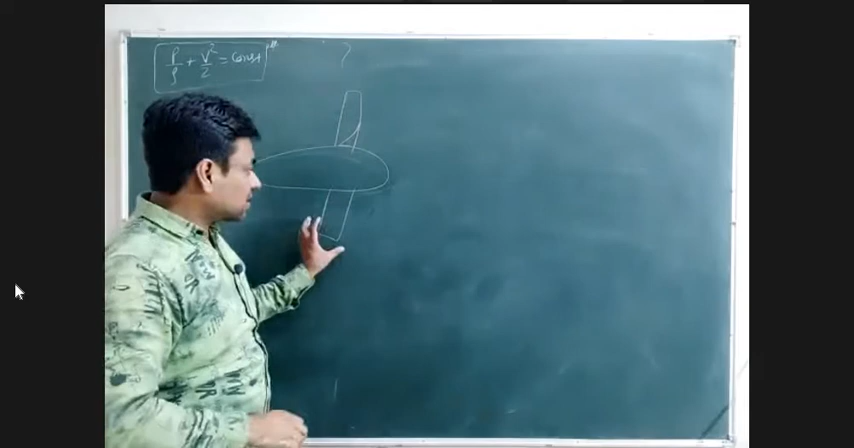 P/ρ + V²/2 = const
?